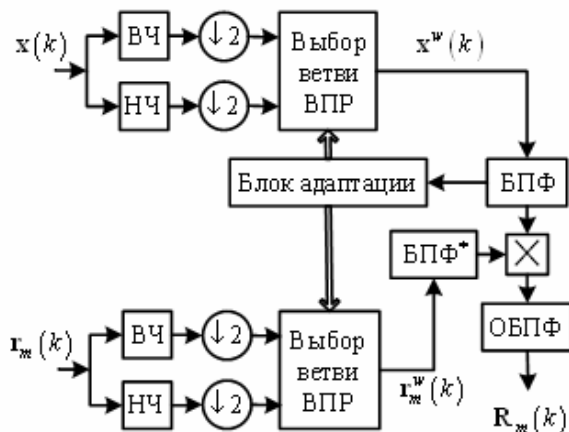 x(k)
ВЧ
↓2
НЧ
↓2
Выбор
ветви
ВПР
x^w(k)
Блок адаптации
БПФ
БПФ*
×
ОБПФ
r_m(k)
ВЧ
↓2
НЧ
↓2
Выбор
ветви
ВПР
r_m^w(k)
R_m(k)